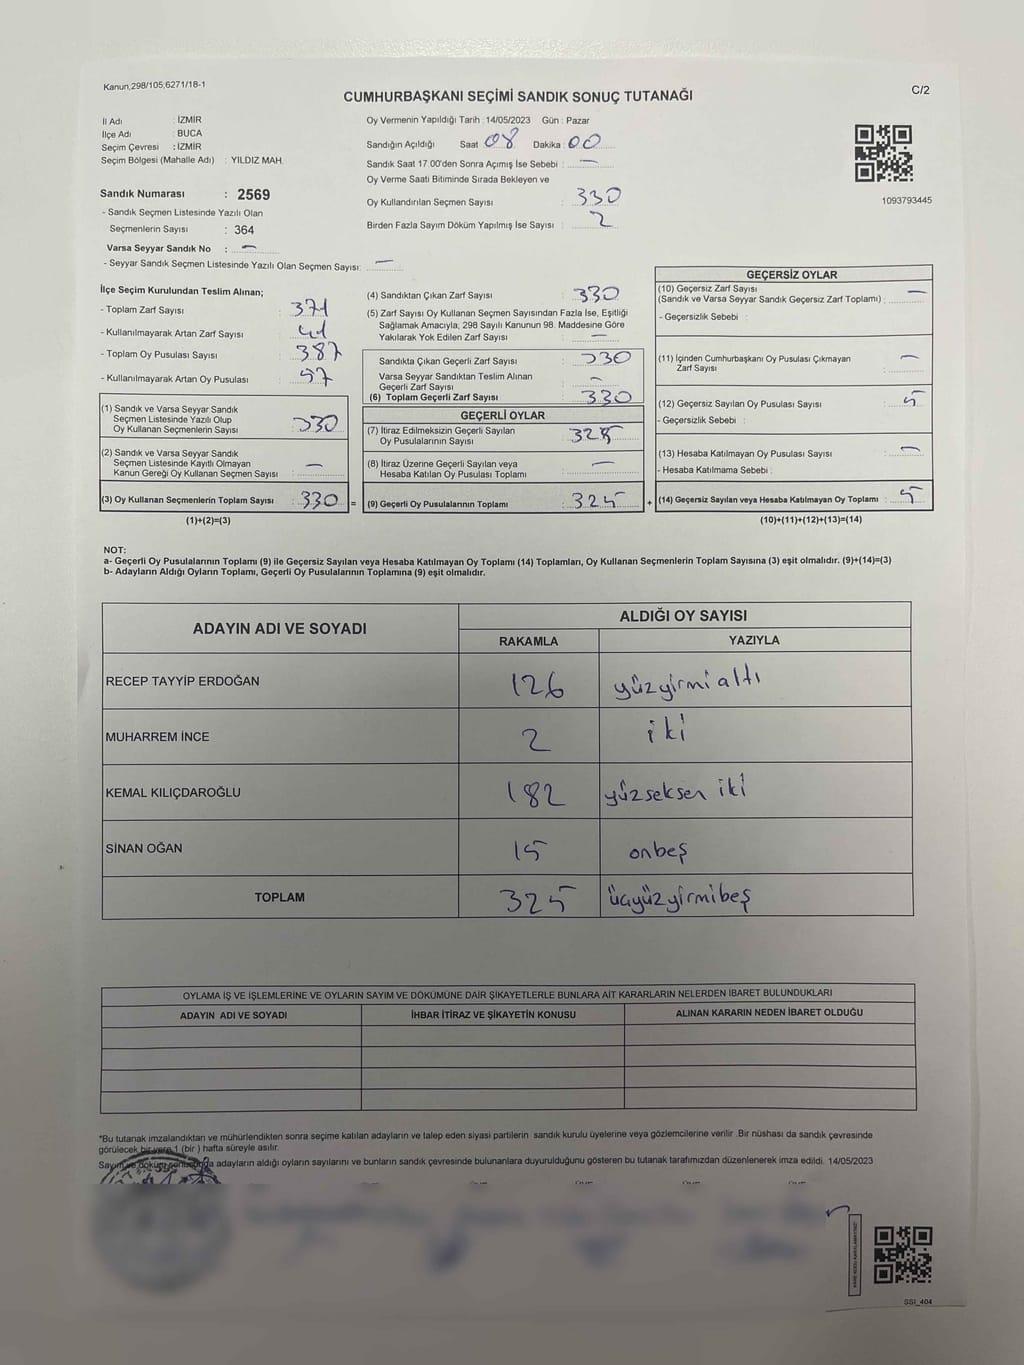 Kanun,298/105;6271/18-1
C/2
CUMHURBAŞKANI SEÇİMİ SANDIK SONUÇ TUTANAĞI
İl Adı : İZMİR
İlçe Adı : BUCA
Seçim Çevresi : İZMİR
Seçim Bölgesi (Mahalle Adı) : YILDIZ MAH.
Sandık Numarası : 2569
- Sandık Seçmen Listesinde Yazılı Olan
Seçmenlerin Sayısı : 364
Varsa Seyyar Sandık No : —
- Seyyar Sandık Seçmen Listesinde Yazılı Olan Seçmen Sayısı: —
Oy Vermenin Yapıldığı Tarih : 14/05/2023 Gün : Pazar
Sandığın Açıldığı Saat 08 Dakika : 00
Sandık Saat 17.00'den Sonra Açımış İse Sebebi : —
Oy Verme Saati Bitiminde Sırada Bekleyen ve
Oy Kullandırılan Seçmen Sayısı : 330
Birden Fazla Sayım Döküm Yapılmış İse Sayısı : 2
1093793445
İlçe Seçim Kurulundan Teslim Alınan;
- Toplam Zarf Sayısı : 371
- Kullanılmayarak Artan Zarf Sayısı : 41
- Toplam Oy Pusulası Sayısı : 387
- Kullanılmayarak Artan Oy Pusulası : 57
(1) Sandık ve Varsa Seyyar Sandık
Seçmen Listesinde Yazılı Olup
Oy Kullanan Seçmenlerin Sayısı : 330
(2) Sandık ve Varsa Seyyar Sandık
Seçmen Listesinde Kayıtlı Olmayan
Kanun Gereği Oy Kullanan Seçmen Sayısı : —
(3) Oy Kullanan Seçmenlerin Toplam Sayısı : 330 =
(1)+(2)=(3)
(4) Sandıktan Çıkan Zarf Sayısı : 330
(5) Zarf Sayısı Oy Kullanan Seçmen Sayısından Fazla İse, Eşitliği
Sağlamak Amacıyla; 298 Sayılı Kanunun 98. Maddesine Göre
Yakılarak Yok Edilen Zarf Sayısı : —
Sandıkta Çıkan Geçerli Zarf Sayısı : 330
Varsa Seyyar Sandıktan Teslim Alınan
Geçerli Zarf Sayısı : —
(6) Toplam Geçerli Zarf Sayısı : 330
GEÇERLİ OYLAR
(7) İtiraz Edilmeksizin Geçerli Sayılan
Oy Pusulalarının Sayısı : 325
(8) İtiraz Üzerine Geçerli Sayılan veya
Hesaba Katılan Oy Pusulası Toplamı : —
(9) Geçerli Oy Pusulalarının Toplamı : 325 +
GEÇERSİZ OYLAR
(10) Geçersiz Zarf Sayısı
(Sandık ve Varsa Seyyar Sandık Geçersiz Zarf Toplamı) : —
- Geçersizlik Sebebi :
(11) İçinden Cumhurbaşkanı Oy Pusulası Çıkmayan
Zarf Sayısı : —
(12) Geçersiz Sayılan Oy Pusulası Sayısı : 5
- Geçersizlik Sebebi :
(13) Hesaba Katılmayan Oy Pusulası Sayısı : —
- Hesaba Katılmama Sebebi :
(14) Geçersiz Sayılan veya Hesaba Katılmayan Oy Toplamı : 5
(10)+(11)+(12)+(13)=(14)
NOT:
a- Geçerli Oy Pusulalarının Toplamı (9) ile Geçersiz Sayılan veya Hesaba Katılmayan Oy Toplamı (14) Toplamları, Oy Kullanan Seçmenlerin Toplam Sayısına (3) eşit olmalıdır. (9)+(14)=(3)
b- Adayların Aldığı Oyların Toplamı, Geçerli Oy Pusulalarının Toplamına (9) eşit olmalıdır.
ADAYIN ADI VE SOYADI ALDIĞI OY SAYISI
RAKAMLA YAZIYLA
RECEP TAYYİP ERDOĞAN 126 yüzyirmialtı
MUHARREM İNCE 2 iki
KEMAL KILIÇDAROĞLU 182 yüzseksen iki
SİNAN OĞAN 15 onbeş
TOPLAM 325 üçyüzyirmibeş
OYLAMA İŞ VE İŞLEMLERİNE VE OYLARIN SAYIM VE DÖKÜMÜNE DAİR ŞİKAYETLERLE BUNLARA AİT KARARLARIN NELERDEN İBARET BULUNDUKLARI
ADAYIN ADI VE SOYADI İHBAR İTİRAZ VE ŞİKAYETİN KONUSU ALINAN KARARIN NEDEN İBARET OLDUĞU
*Bu tutanak imzalandıktan ve mühürlendikten sonra seçime katılan adayların ve talep eden siyasi partilerin sandık kurulu üyelerine veya gözlemcilerine verilir .Bir nüshası da sandık çevresinde
görülecek bir yere 1 (bir ) hafta süreyle asılır.
Sayım ve döküm sonucunda adayların aldığı oyların sayılarını ve bunların sandık çevresinde bulunanlara duyurulduğunu gösteren bu tutanak tarafımızdan düzenlenerek imza edildi. 14/05/2023
SSİ_404